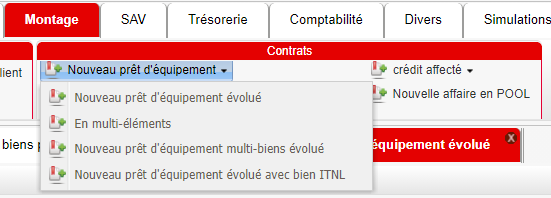 Montage SAV Trésorerie Comptabilité Divers Simulations
Contrats
lient Nouveau prêt d'équipement crédit affecté
Nouvelle affaire en POOL
Nouveau prêt d'équipement évolué
En multi-éléments
Nouveau prêt d'équipement multi-biens évolué
Nouveau prêt d'équipement évolué avec bien ITNL
biens p équipement évolué x